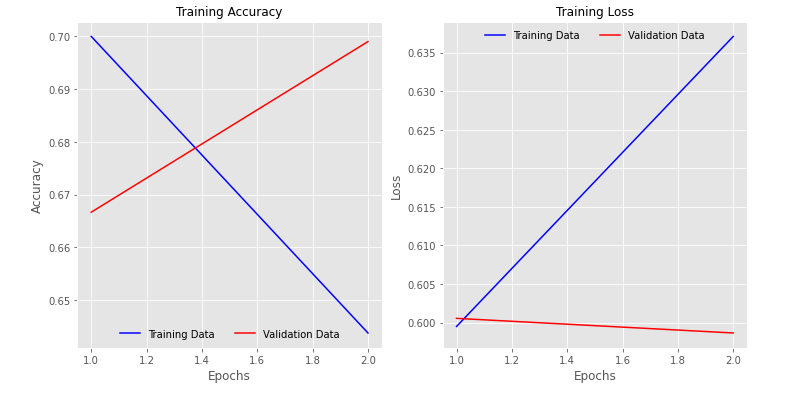 Training Accuracy
0.70
0.69
0.68
0.67
0.66
0.65
Accuracy
Training Data
Validation Data
1.0
1.2
1.4
1.6
1.8
2.0
Epochs
Training Loss
Training Data
Validation Data
0.635
0.630
0.625
0.620
0.615
0.610
0.605
0.600
Loss
1.0
1.2
1.4
1.6
1.8
2.0
Epochs